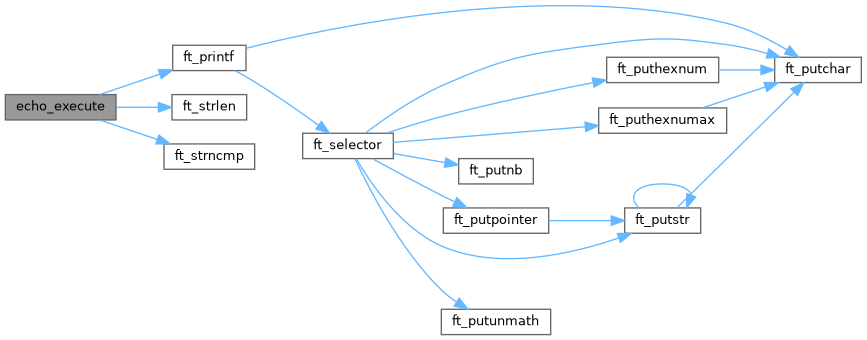 echo_execute
ft_printf
ft_strlen
ft_strncmp
ft_selector
ft_puthexnum
ft_puthexnumax
ft_putnb
ft_putpointer
ft_putunmath
ft_putstr
ft_putchar